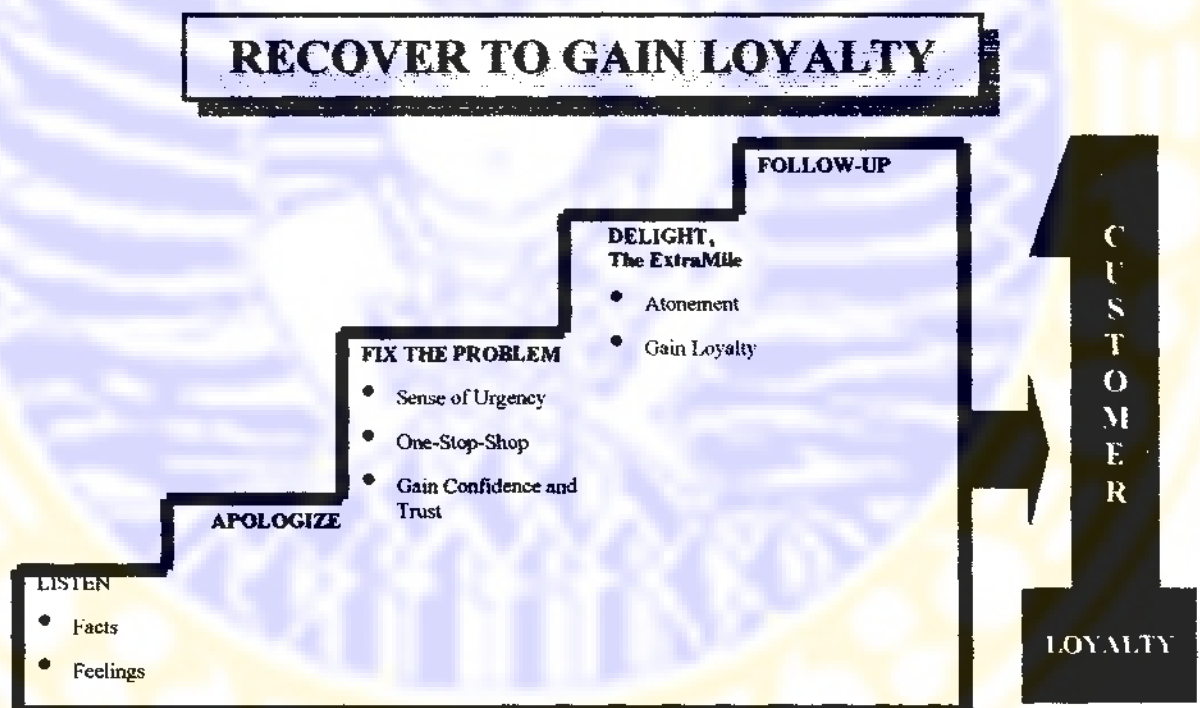 RECOVER TO GAIN LOYALTY
FOLLOW-UP
DELIGHT,
The ExtraMile
• Atonement
• Gain Loyalty
FIX THE PROBLEM
• Sense of Urgency
• One-Stop-Shop
• Gain Confidence and
Trust
APOLOGIZE
LISTEN
• Facts
• Feelings
CUSTOMER
LOYALTY